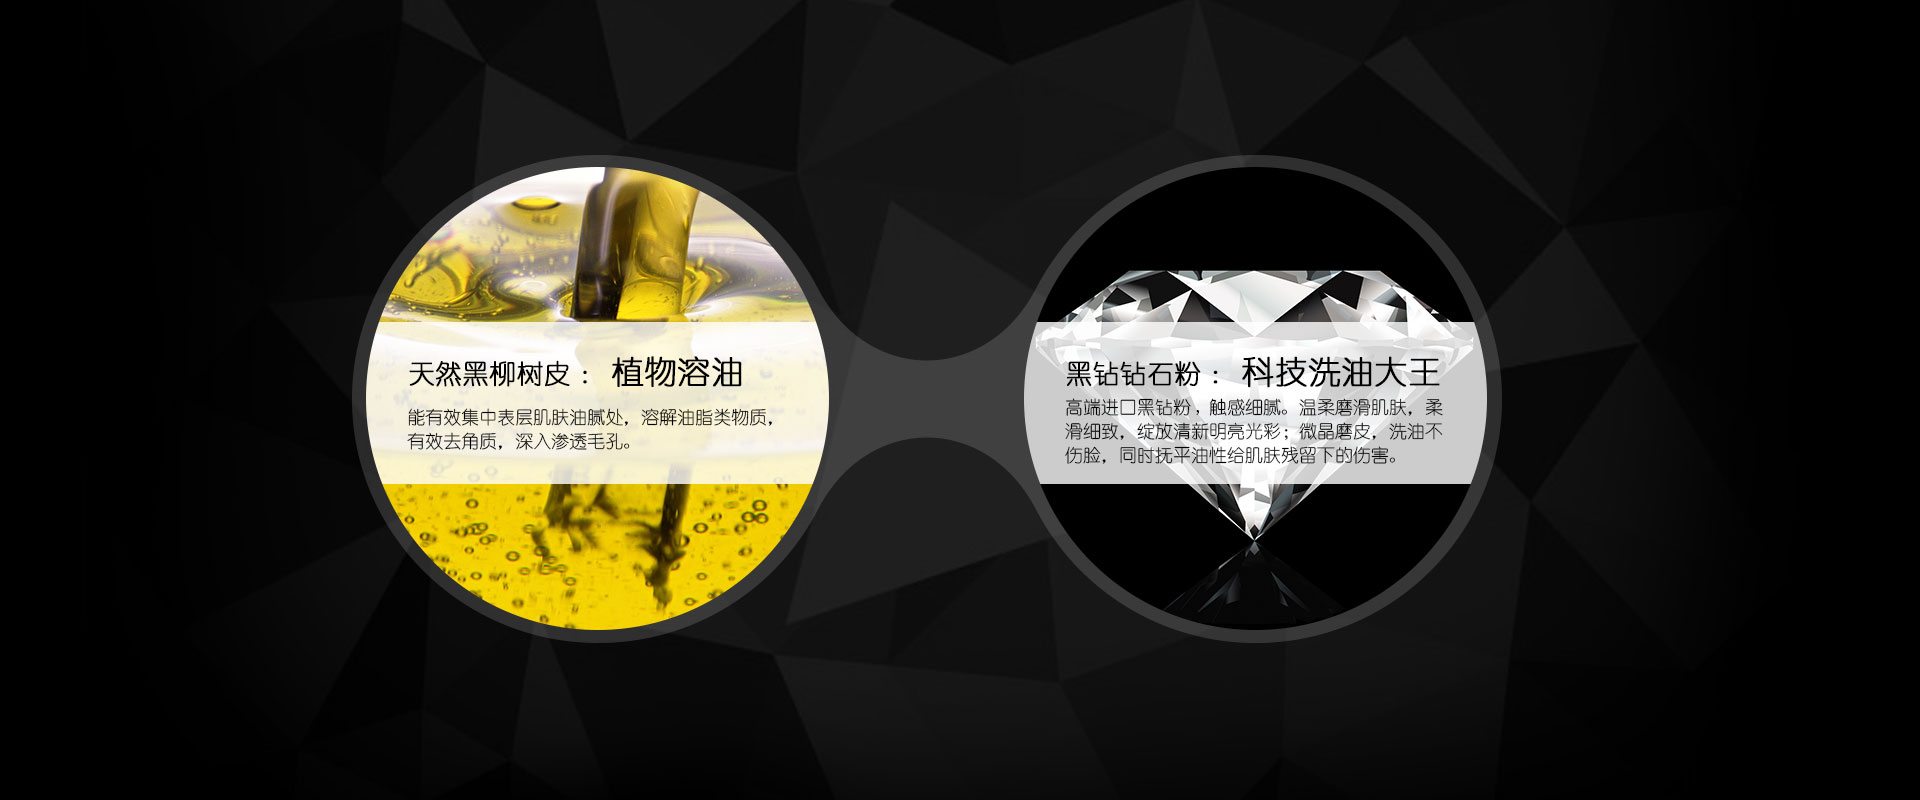 天然黑柳树皮： 植物溶油
能有效集中表层肌肤油腻处，溶解油脂类物质，
有效去角质，深入渗透毛孔。
黑钻钻石粉： 科技洗油大王
高端进口黑钻粉，触感细腻。温柔磨滑肌肤，柔
滑细致，绽放清新明亮光彩；微晶磨皮，洗油不
伤脸，同时抚平油性给肌肤残留下的伤害。